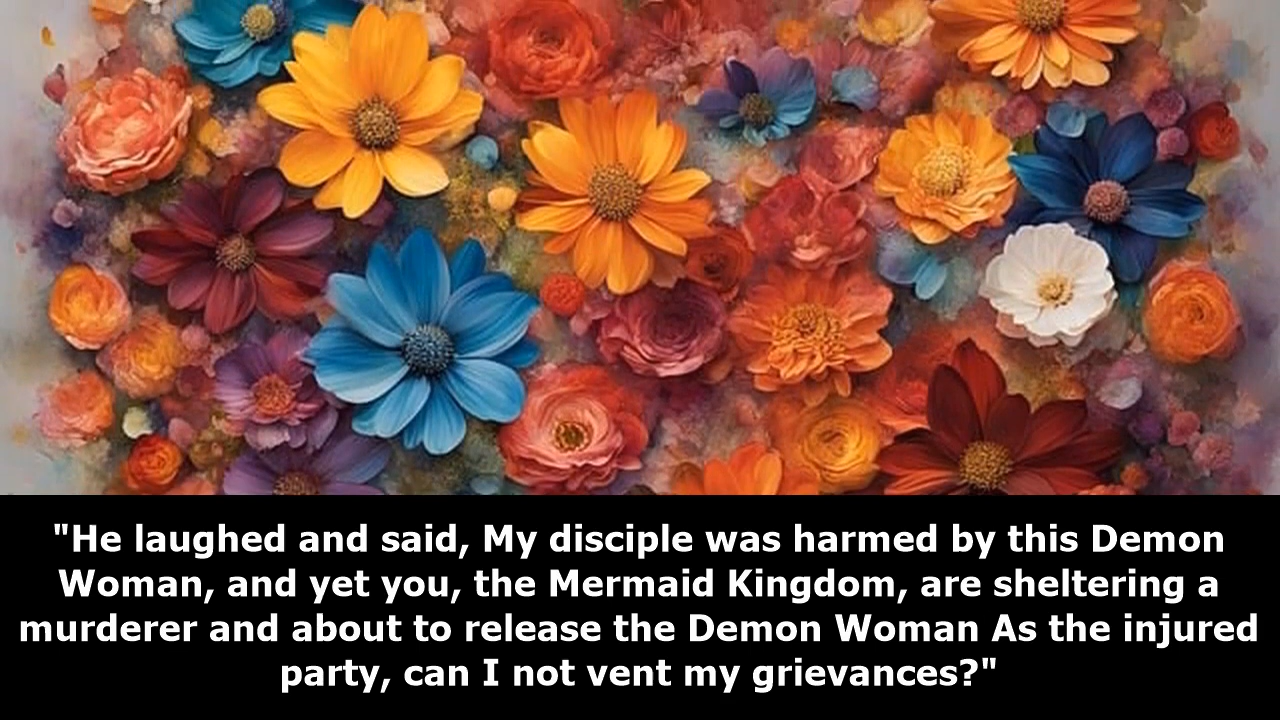 "He laughed and said, My disciple was harmed by this Demon
Woman, and yet you, the Mermaid Kingdom, are sheltering a
murderer and about to release the Demon Woman As the injured
party, can I not vent my grievances?"